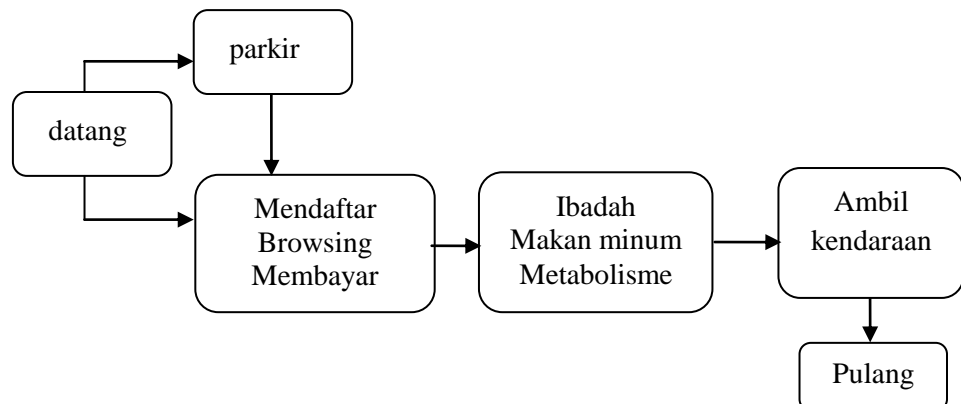 parkir
datang
Mendaftar
Browsing
Membayar
Ibadah
Makan minum
Metabolisme
Ambil
kendaraan
Pulang